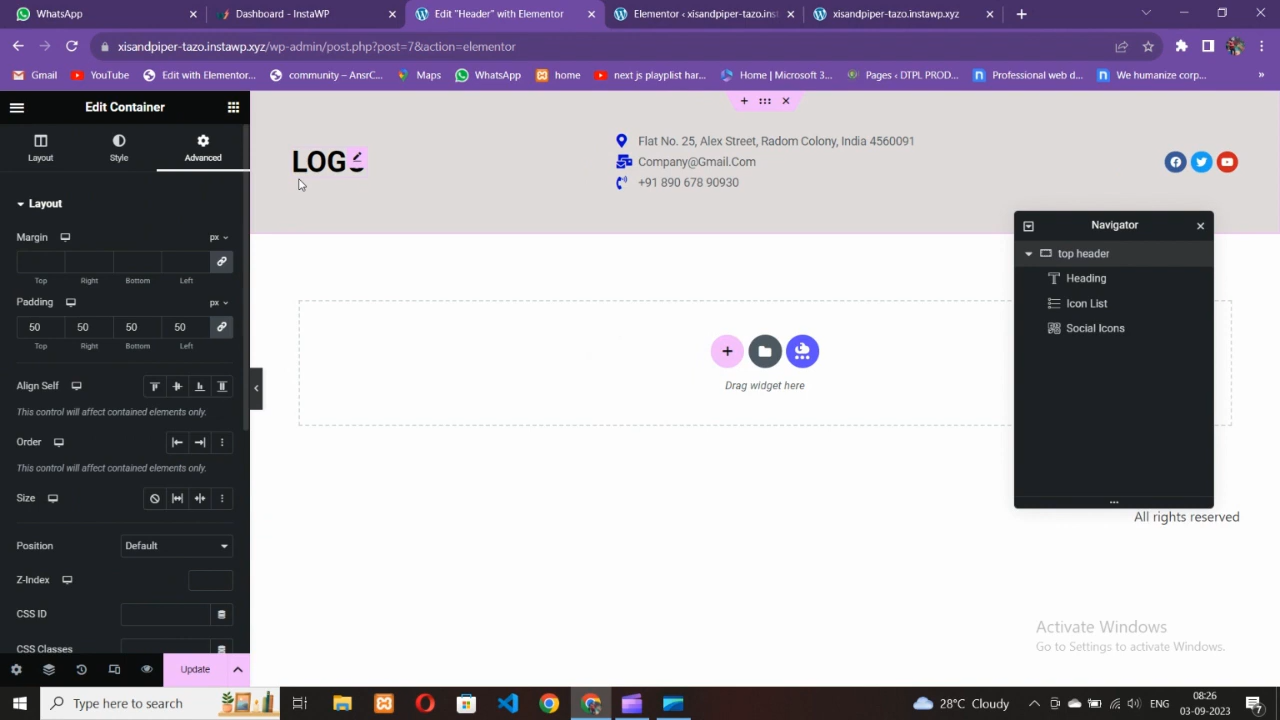 WhatsApp
Dashboard - InstaWP
Edit "Header" with Elementor
Elementor ‹ xisandpiper-tazo.inst
xisandpiper-tazo.instawp.xyz
xisandpiper-tazo.instawp.xyz/wp-admin/post.php?post=7&action=elementor
Gmail
YouTube
Edit with Elementor...
community – AnsrC...
Maps
WhatsApp
home
next js playlist har...
Home | Microsoft 3...
Pages ‹ DTPL PROD...
Professional web d...
We humanize corp...
Edit Container
Layout
Style
Advanced
Layout
Margin
px
Top
Right
Bottom
Left
Padding
px
50
50
50
50
Top
Right
Bottom
Left
Align Self
This control will affect contained elements only.
Order
This control will affect contained elements only.
Size
Position
Default
Z-Index
CSS ID
CSS Classes
Update
LOG
Flat No. 25, Alex Street, Radom Colony, India 4560091
Company@Gmail.Com
+91 890 678 90930
Drag widget here
Navigator
top header
Heading
Icon List
Social Icons
All rights reserved
Activate Windows
Go to Settings to activate Windows.
Type here to search
28°C Cloudy
ENG
08:26
03-09-2023
7